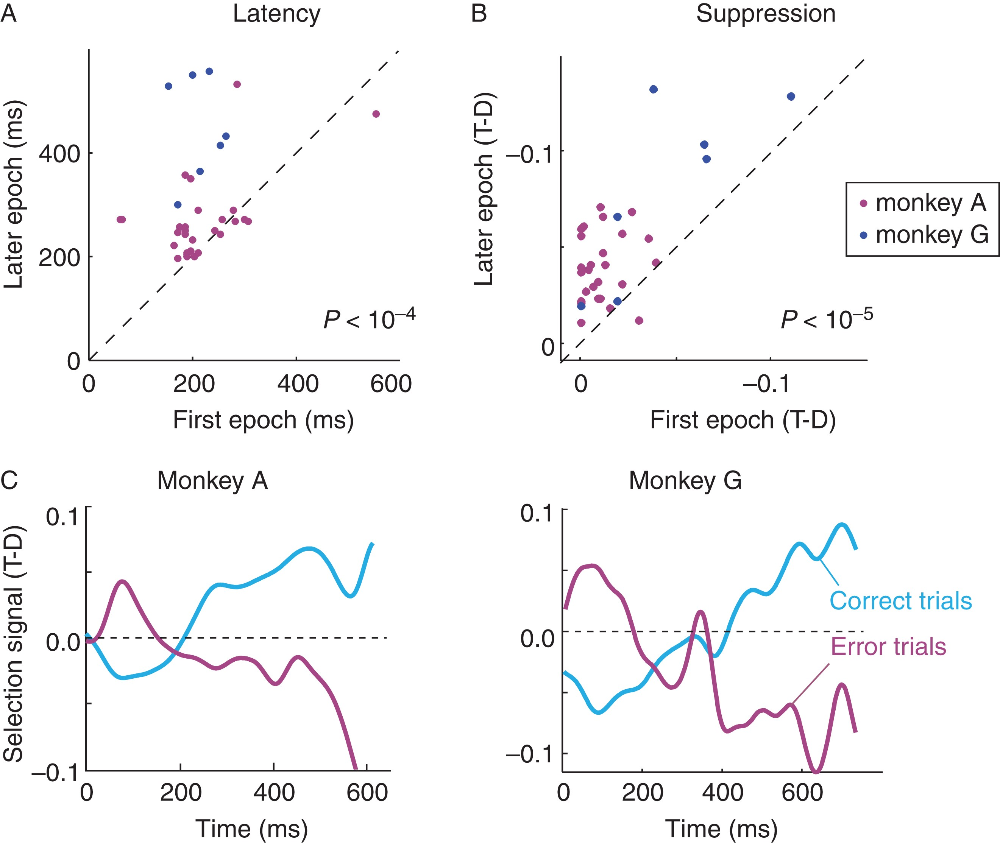 A
Latency
Later epoch (ms)
400
200
0
0
200
400
600
First epoch (ms)
P < 10–4
B
Suppression
Later epoch (T-D)
–0.1
0
0
–0.1
First epoch (T-D)
P < 10–5
monkey A
monkey G
C
Monkey A
Selection signal (T-D)
0.1
0.0
–0.1
0
200
400
600
Time (ms)
Monkey G
0.1
0.0
–0.1
0
200
400
600
Time (ms)
Correct trials
Error trials